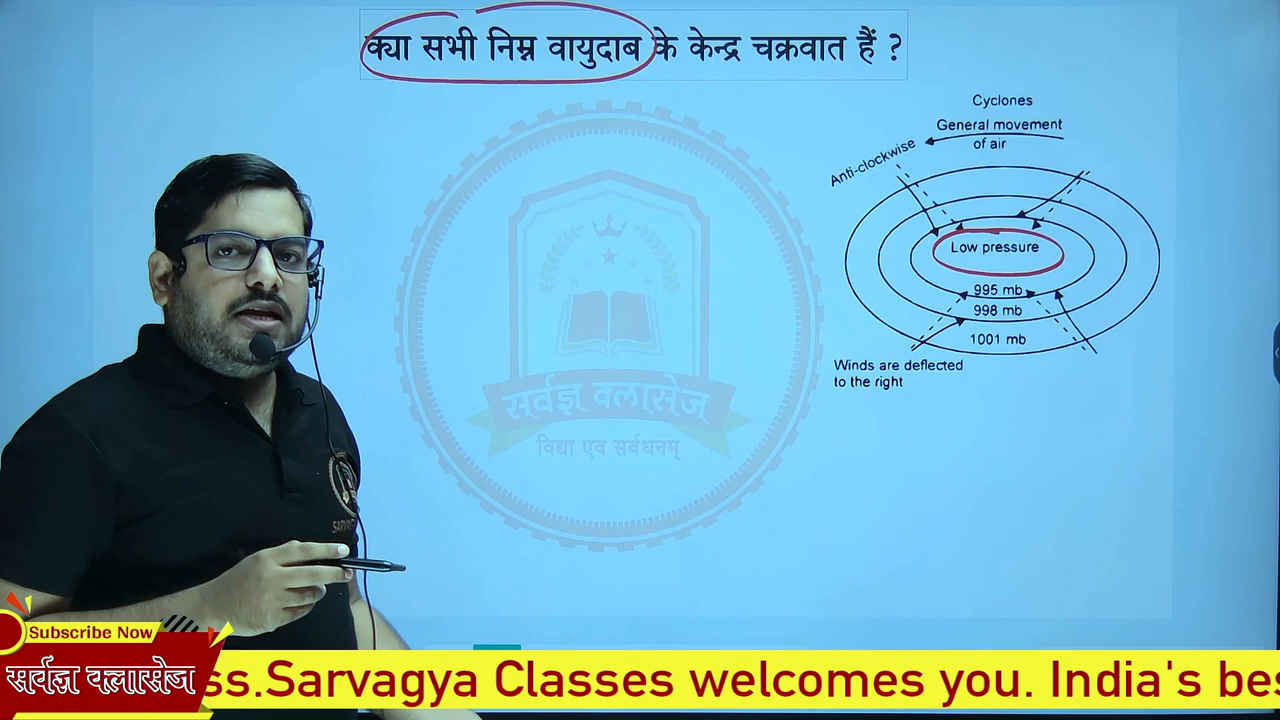 क्या सभी निम्न वायुदाब के केन्द्र चक्रवात हैं ?
Cyclones
General movement
of air
Anti-clockwise
Low pressure
995 mb
998 mb
1001 mb
Winds are deflected
to the right
सर्वज्ञ क्लासेज
विद्या एव सर्वधनम्
SARV
Subscribe Now
सर्वज्ञ क्लासेज
ss.Sarvagya Classes welcomes you. India's bes